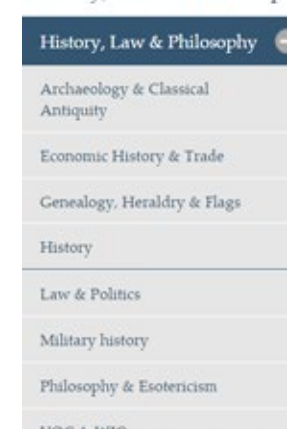 History, Law & Philosophy
Archaeology & Classical
Antiquity
Economic History & Trade
Genealogy, Heraldry & Flags
History
Law & Politics
Military history
Philosophy & Esotericism